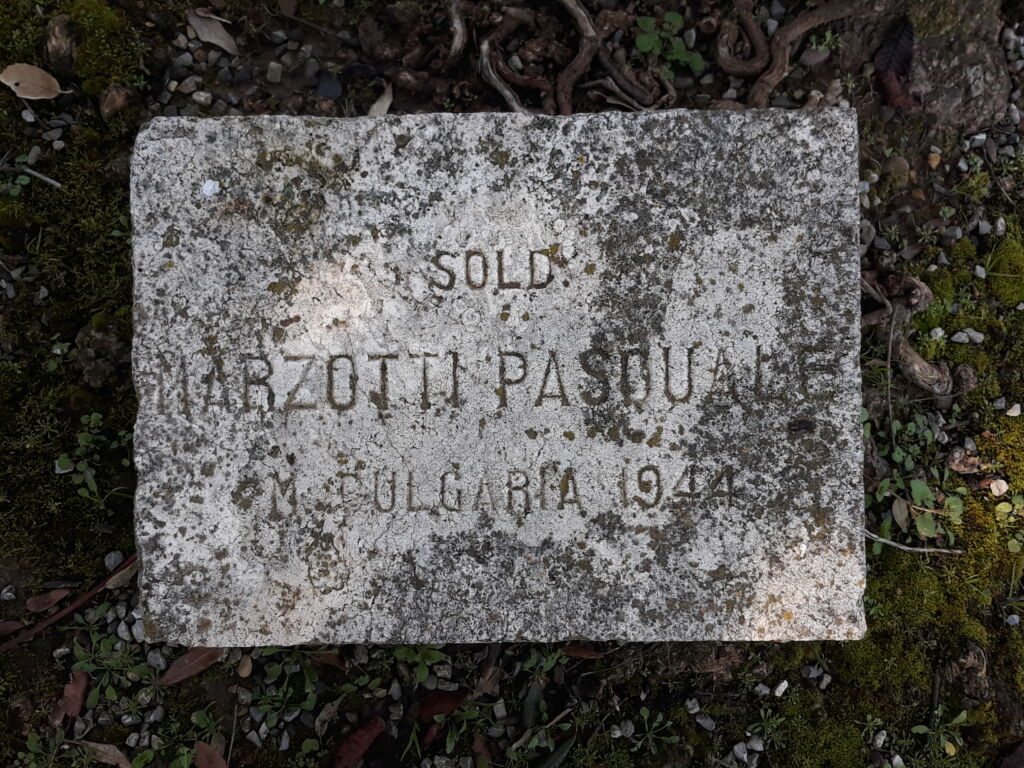 SOLD.
MARZOTTI PASQUALE
M. BULGARIA 1944